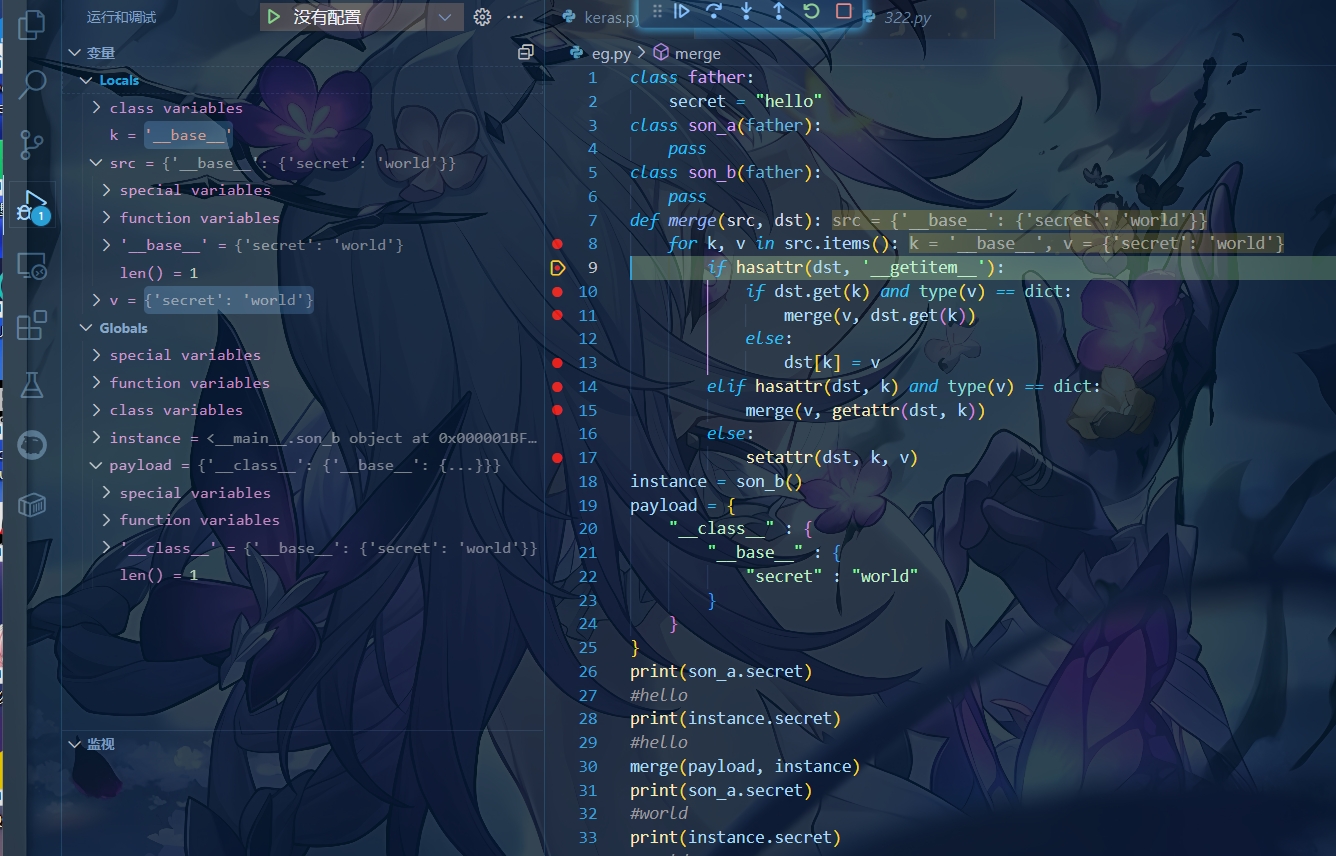 运行和调试
没有配置
变量
Locals
class variables
k = '__base__'
src = {'__base__': {'secret': 'world'}}
special variables
function variables
'__base__' = {'secret': 'world'}
len() = 1
v = {'secret': 'world'}
Globals
special variables
function variables
class variables
instance = <__main__.son_b object at 0x000001BF…
payload = {'__class__': {'__base__': {...}}}
special variables
function variables
'__class__' = {'__base__': {'secret': 'world'}}
len() = 1
监视
1
keras.py
322.py
eg.py > merge
1 class father:
2     secret = "hello"
3 class son_a(father):
4     pass
5 class son_b(father):
6     pass
7 def merge(src, dst): src = {'__base__': {'secret': 'world'}}
8     for k, v in src.items(): k = '__base__', v = {'secret': 'world'}
9         if hasattr(dst, '__getitem__'):
10             if dst.get(k) and type(v) == dict:
11                 merge(v, dst.get(k))
12             else:
13                 dst[k] = v
14         elif hasattr(dst, k) and type(v) == dict:
15             merge(v, getattr(dst, k))
16         else:
17             setattr(dst, k, v)
18 instance = son_b()
19 payload = {
20     "__class__" : {
21         "__base__" : {
22             "secret" : "world"
23         }
24     }
25 }
26 print(son_a.secret)
27 #hello
28 print(instance.secret)
29 #hello
30 merge(payload, instance)
31 print(son_a.secret)
32 #world
33 print(instance.secret)